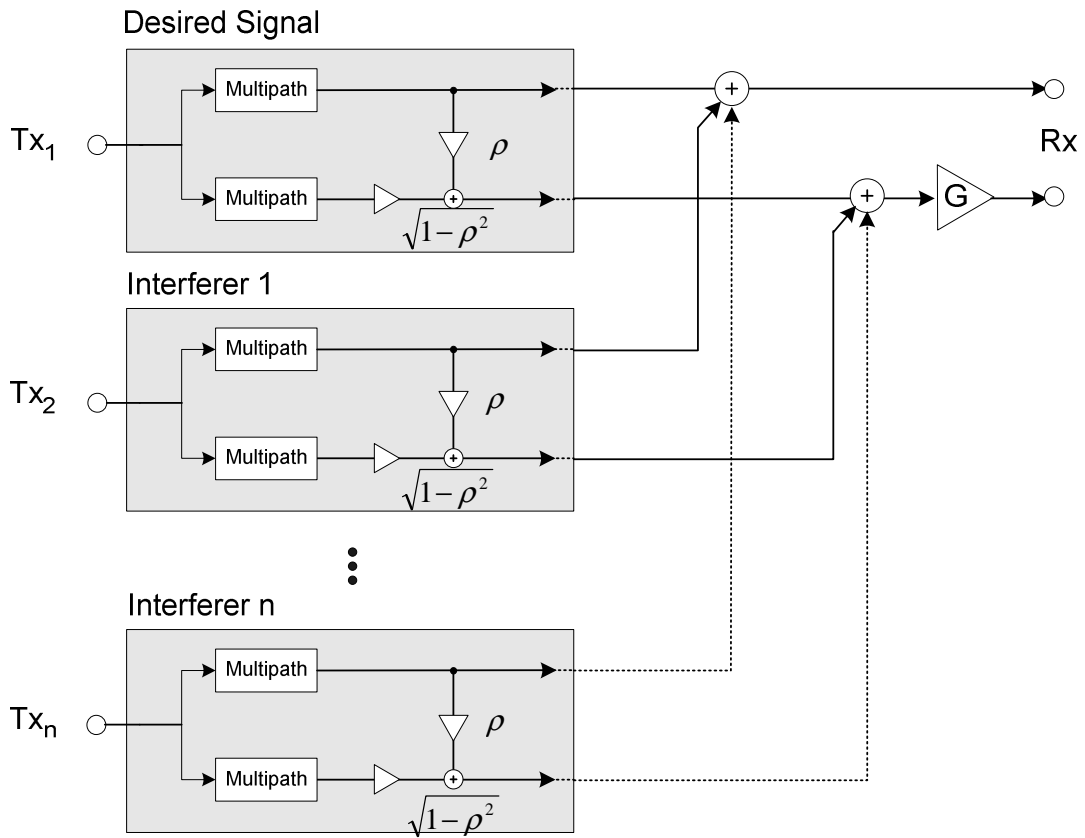 Desired Signal
Tx₁
Multipath
ρ
Multipath
√(1−ρ²)
Rx
G
Interferer 1
Tx₂
Multipath
ρ
Multipath
√(1−ρ²)
Interferer n
Txₙ
Multipath
ρ
Multipath
√(1−ρ²)